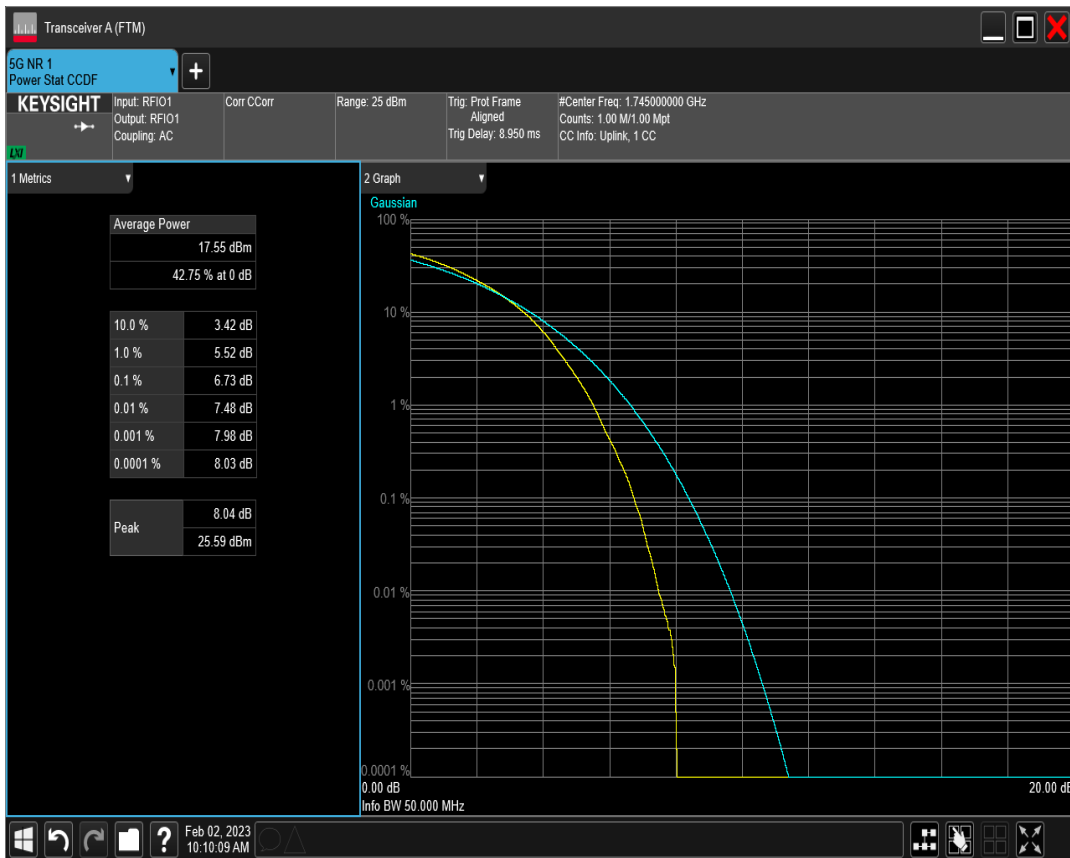 Transceiver A (FTM)
5G NR 1
Power Stat CCDF
+
KEYSIGHT
LXI
Input: RFIO1
Output: RFIO1
Coupling: AC
Corr CCorr
Range: 25 dBm
Trig: Prot Frame
Aligned
Trig Delay: 8.950 ms
#Center Freq: 1.745000000 GHz
Counts: 1.00 M/1.00 Mpt
CC Info: Uplink, 1 CC
1 Metrics
Average Power
17.55 dBm
42.75 % at 0 dB
10.0 % 3.42 dB
1.0 % 5.52 dB
0.1 % 6.73 dB
0.01 % 7.48 dB
0.001 % 7.98 dB
0.0001 % 8.03 dB
Peak
8.04 dB
25.59 dBm
2 Graph
Gaussian
100 %
10 %
1 %
0.1 %
0.01 %
0.001 %
0.0001 %
0.00 dB 20.00 dB
Info BW 50.000 MHz
?
Feb 02, 2023
10:10:09 AM